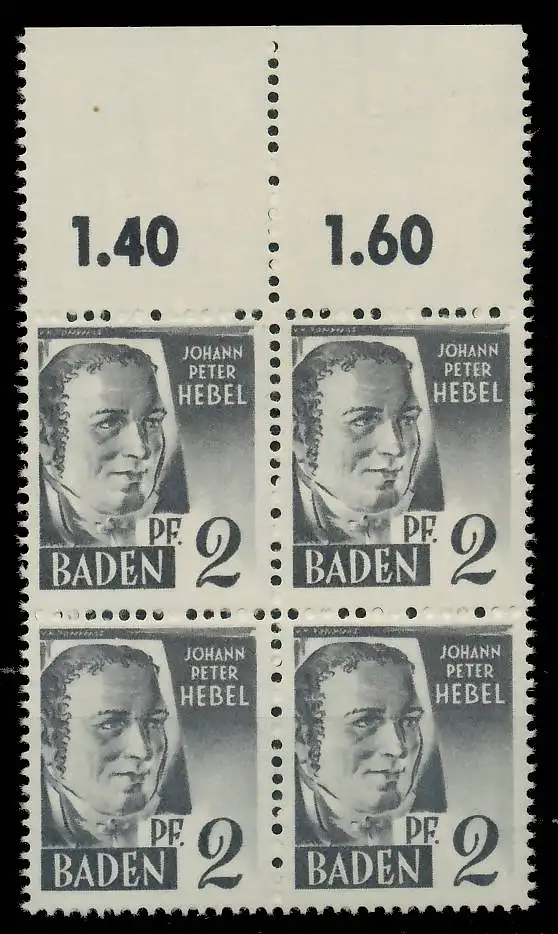 1.40 1.60
JOHANN
PETER
HEBEL
PF. 2
BADEN
JOHANN
PETER
HEBEL
PF. 2
BADEN
JOHANN
PETER
HEBEL
PF. 2
BADEN
JOHANN
PETER
HEBEL
PF. 2
BADEN